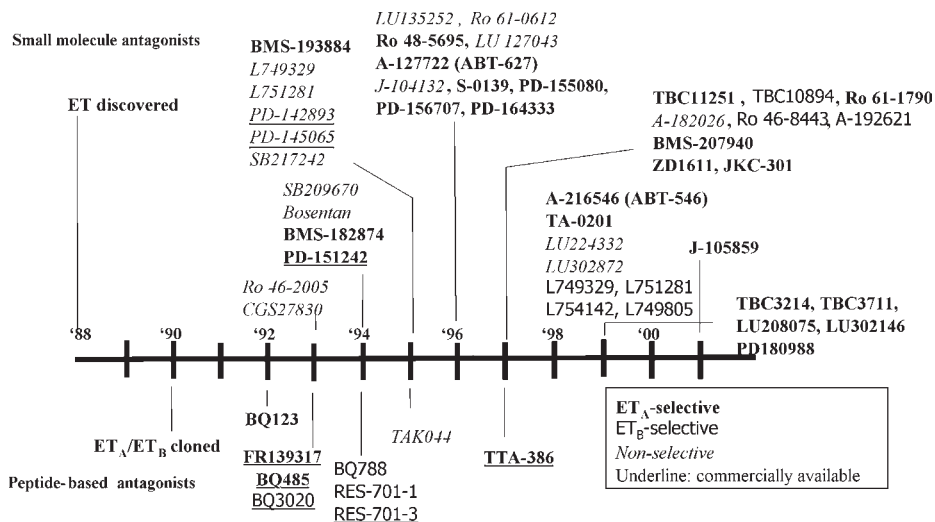 Small molecule antagonists
ET discovered
BMS-193884
L749329
L751281
PD-142893
PD-145065
SB217242
SB209670
Bosentan
BMS-182874
PD-151242
Ro 46-2005
CGS27830
LU135252 , Ro 61-0612
Ro 48-5695, LU 127043
A-127722 (ABT-627)
J-104132, S-0139, PD-155080,
PD-156707, PD-164333
TBC11251 , TBC10894, Ro 61-1790
A-182026, Ro 46-8443, A-192621
BMS-207940
ZD1611, JKC-301
A-216546 (ABT-546)
TA-0201
LU224332
LU302872
L749329, L751281
L754142, L749805
J-105859
TBC3214, TBC3711,
LU208075, LU302146
PD180988
'88 '90 '92 '94 '96 '98 '00
ETA/ETB cloned
Peptide-based antagonists
BQ123
FR139317
BQ485
BQ3020
BQ788
RES-701-1
RES-701-3
TAK044
TTA-386
ETA-selective
ETB-selective
Non-selective
Underline: commercially available